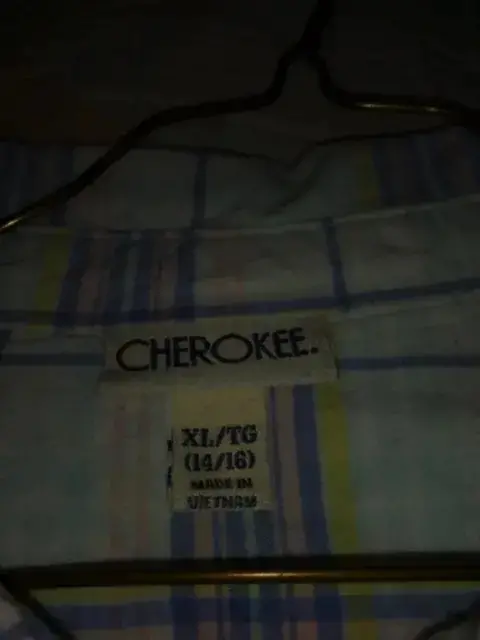 CHEROKEE.
XL/TG
(14/16)
MADE IN
VIETNAM